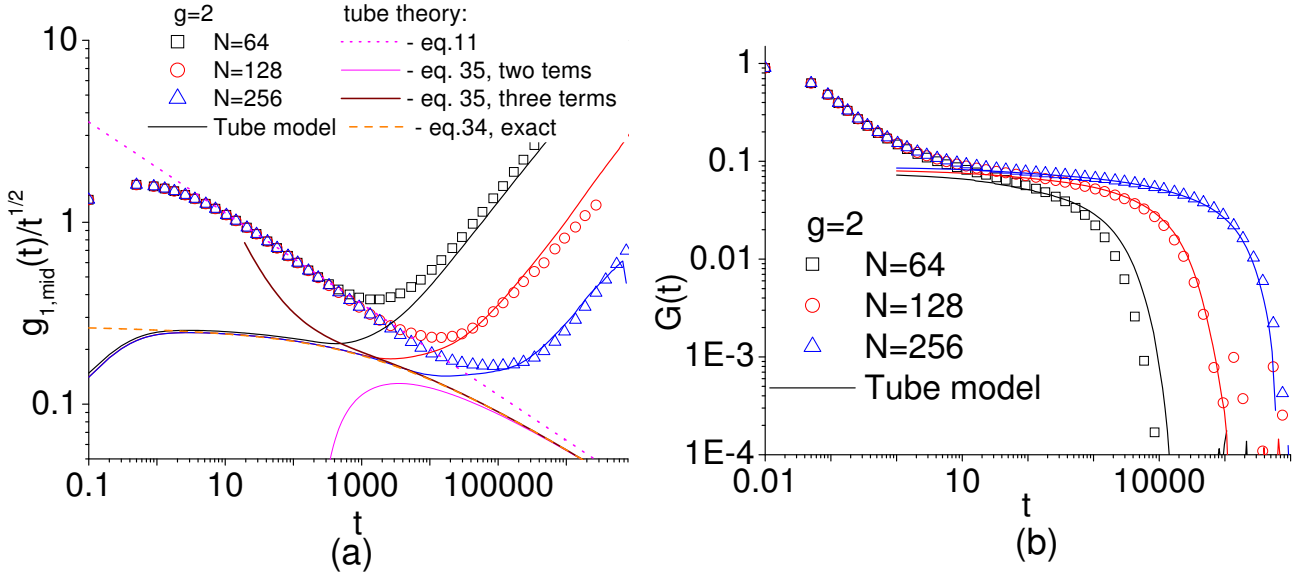 g=2
N=64
N=128
N=256
Tube model
tube theory:
- eq.11
- eq. 35, two tems
- eq. 35, three terms
- eq.34, exact
10
1
0.1
g1,mid(t)/t^1/2
0.1
10
1000
100000
t
(a)
1
0.1
0.01
1E-3
1E-4
G(t)
g=2
N=64
N=128
N=256
Tube model
0.01
10
10000
t
(b)